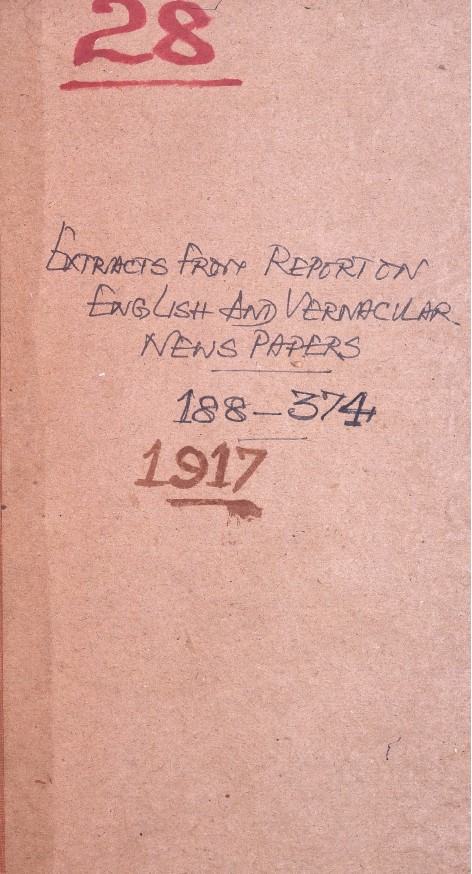 28
EXTRACTS FROM REPORT ON
ENGLISH AND VERNACULAR
NEWS PAPERS
188-374
1917